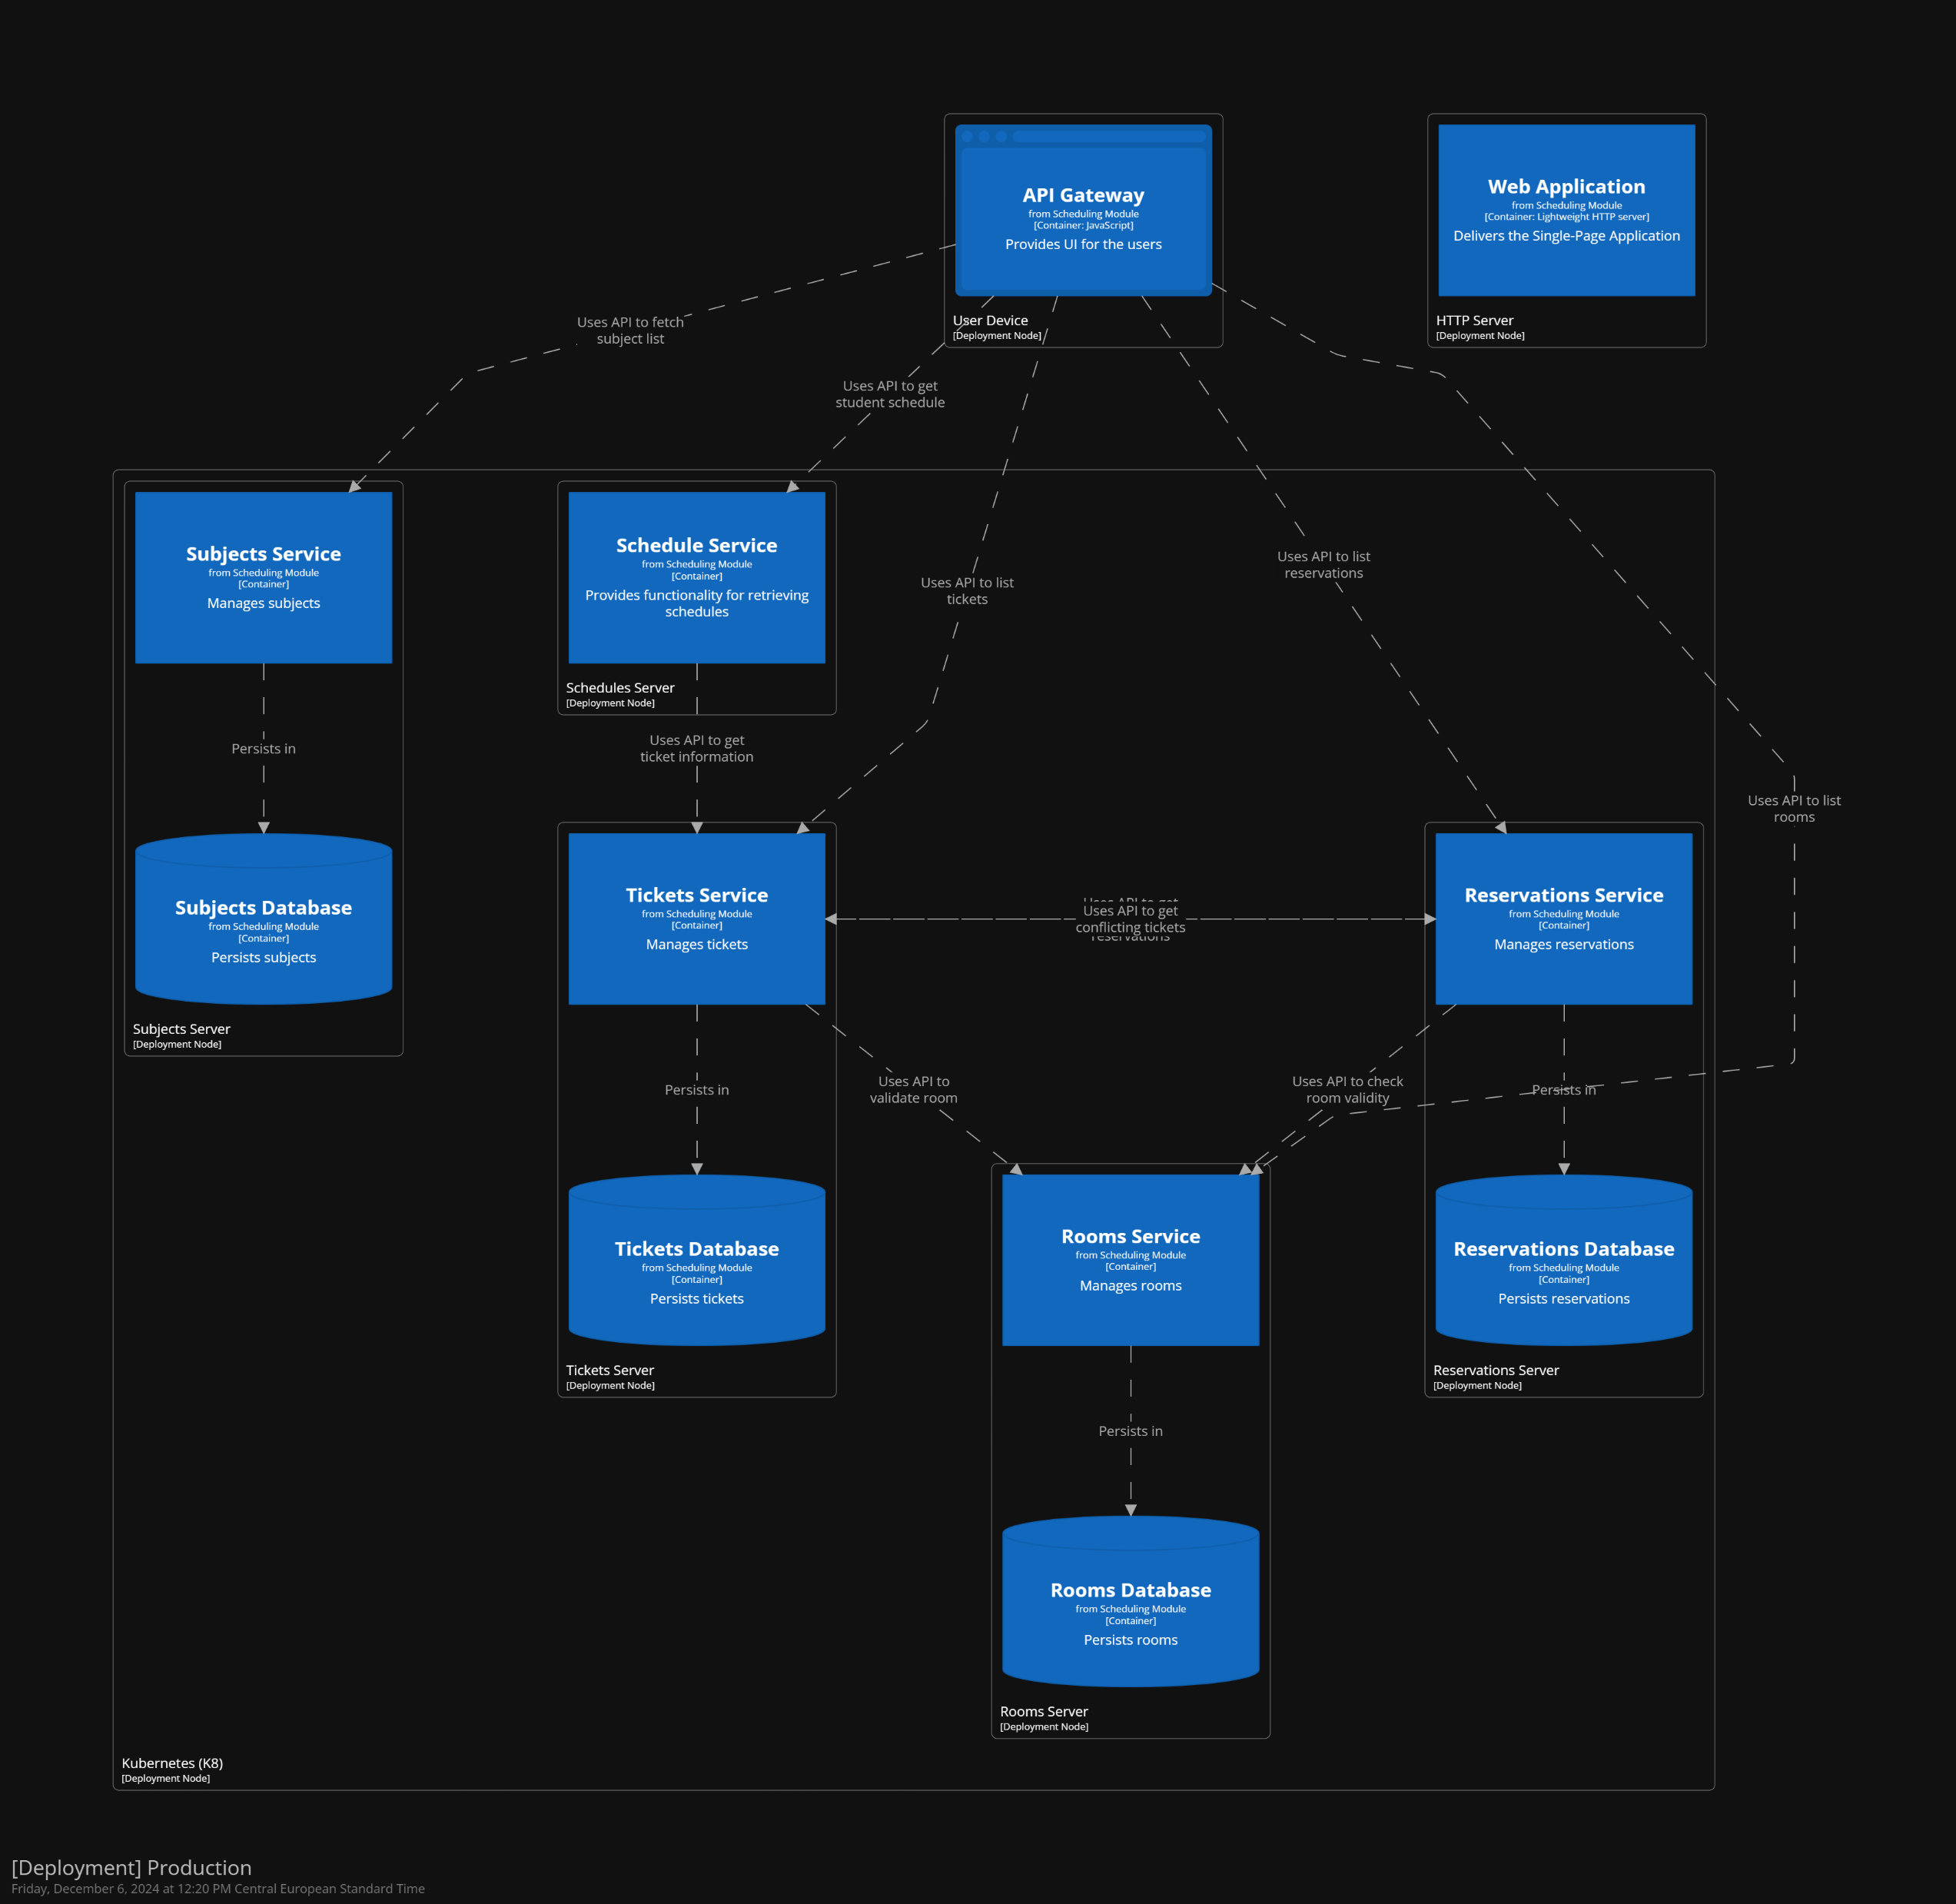 API Gateway
from Scheduling Module
[Container: JavaScript]
Provides UI for the users
User Device
[Deployment Node]
Web Application
from Scheduling Module
[Container: Lightweight HTTP server]
Delivers the Single-Page Application
HTTP Server
[Deployment Node]
Uses API to fetch
subject list
Uses API to get
student schedule
Uses API to list
tickets
Uses API to list
reservations
Uses API to list
rooms
Subjects Service
from Scheduling Module
[Container]
Manages subjects
Persists in
Subjects Database
from Scheduling Module
[Container]
Persists subjects
Subjects Server
[Deployment Node]
Schedule Service
from Scheduling Module
[Container]
Provides functionality for retrieving
schedules
Schedules Server
[Deployment Node]
Uses API to get
ticket information
Tickets Service
from Scheduling Module
[Container]
Manages tickets
Uses API to get
Uses API to get
conflicting tickets
reservations
Reservations Service
from Scheduling Module
[Container]
Manages reservations
Persists in
Uses API to
validate room
Uses API to check
room validity
Persists in
Tickets Database
from Scheduling Module
[Container]
Persists tickets
Tickets Server
[Deployment Node]
Rooms Service
from Scheduling Module
[Container]
Manages rooms
Reservations Database
from Scheduling Module
[Container]
Persists reservations
Reservations Server
[Deployment Node]
Persists in
Rooms Database
from Scheduling Module
[Container]
Persists rooms
Rooms Server
[Deployment Node]
Kubernetes (K8)
[Deployment Node]
[Deployment] Production
Friday, December 6, 2024 at 12:20 PM Central European Standard Time